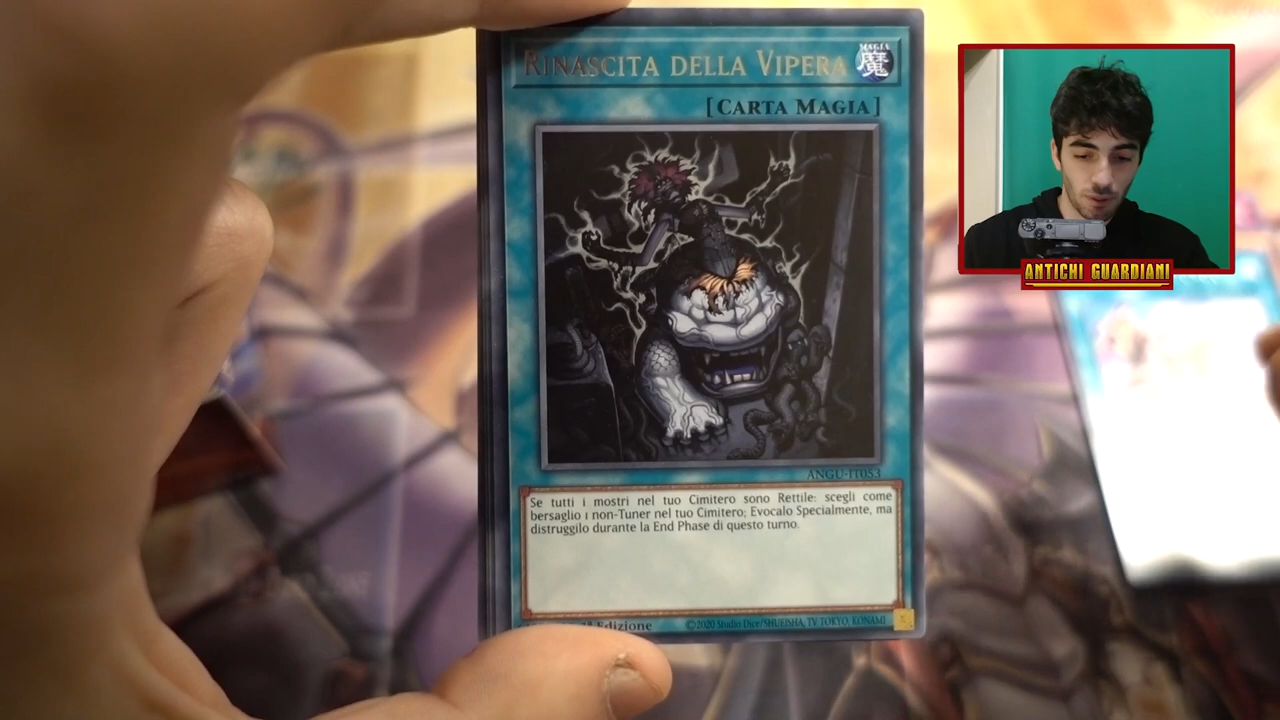 Rinascita della Vipera
MAGIA
魔
[Carta Magia]
ANGU-IT053
Se tutti i mostri nel tuo Cimitero sono Rettile: scegli come
bersaglio 1 non-Tuner nel tuo Cimitero; Evocalo Specialmente, ma
distruggilo durante la End Phase di questo turno.
Edizione
©2020 Studio Dice/SHUEISHA, TV TOKYO, KONAMI
ANTICHI GUARDIANI